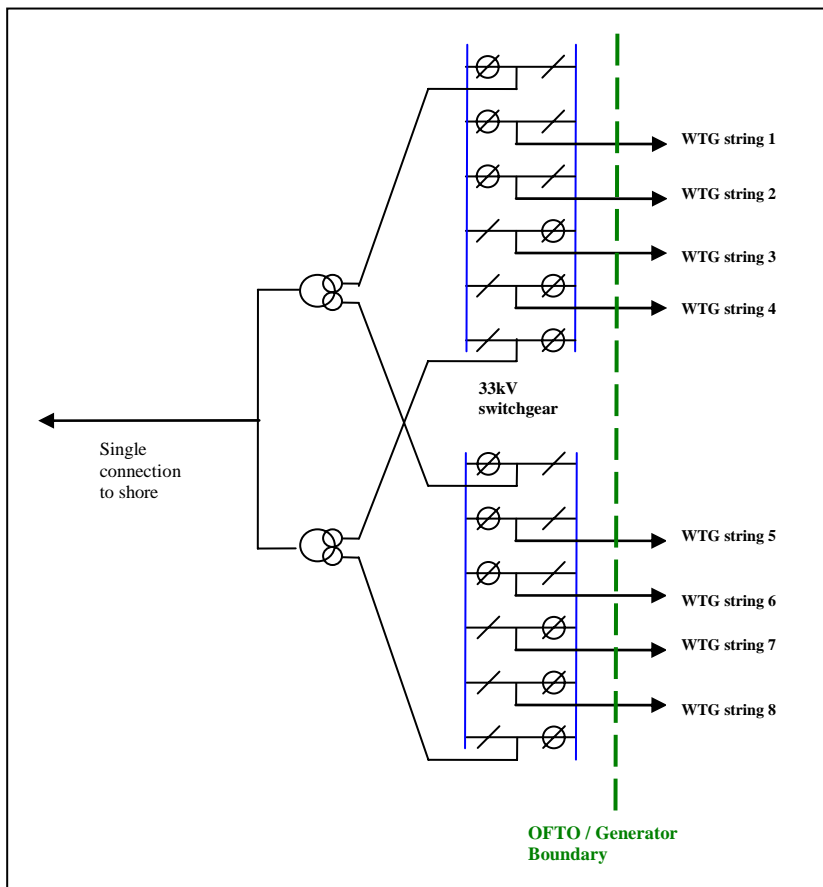 WTG string 1
WTG string 2
WTG string 3
WTG string 4
33kV
switchgear
Single
connection
to shore
WTG string 5
WTG string 6
WTG string 7
WTG string 8
OFTO / Generator
Boundary